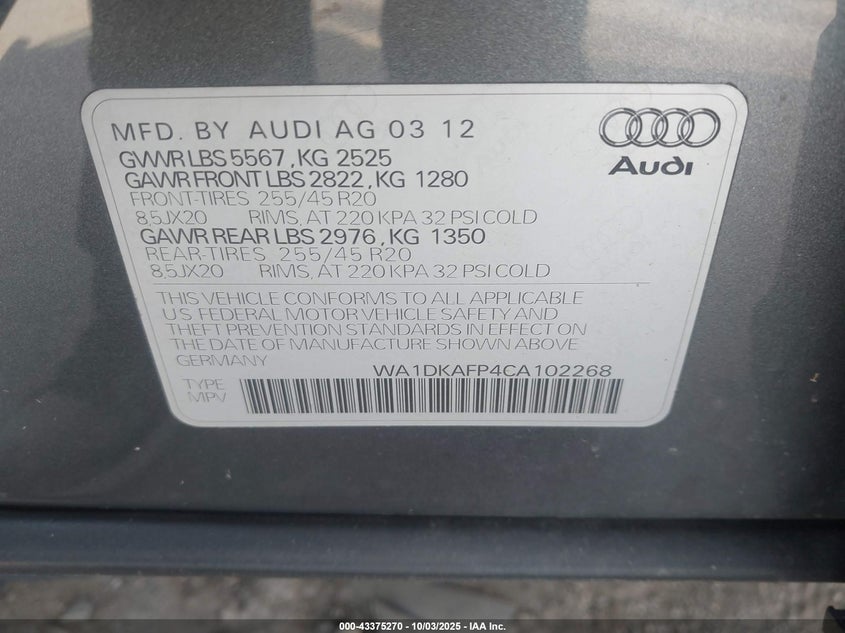 MFD. BY AUDI AG 03 12
GVWR LBS 5567, KG 2525
GAWR FRONT LBS 2822, KG 1280
FRONT-TIRES 255/45 R20
8,5JX20 RIMS, AT 220 KPA 32 PSI COLD
GAWR REAR LBS 2976, KG 1350
REAR-TIRES 255/45 R20
8,5JX20 RIMS, AT 220 KPA 32 PSI COLD
Audi
THIS VEHICLE CONFORMS TO ALL APPLICABLE
U.S. FEDERAL MOTOR VEHICLE SAFETY AND
THEFT PREVENTION STANDARDS IN EFFECT ON
THE DATE OF MANUFACTURE SHOWN ABOVE
GERMANY WA1DKAFP4CA102268
TYPE
MPV
000-43375270 - 10/03/2025 - IAA Inc.